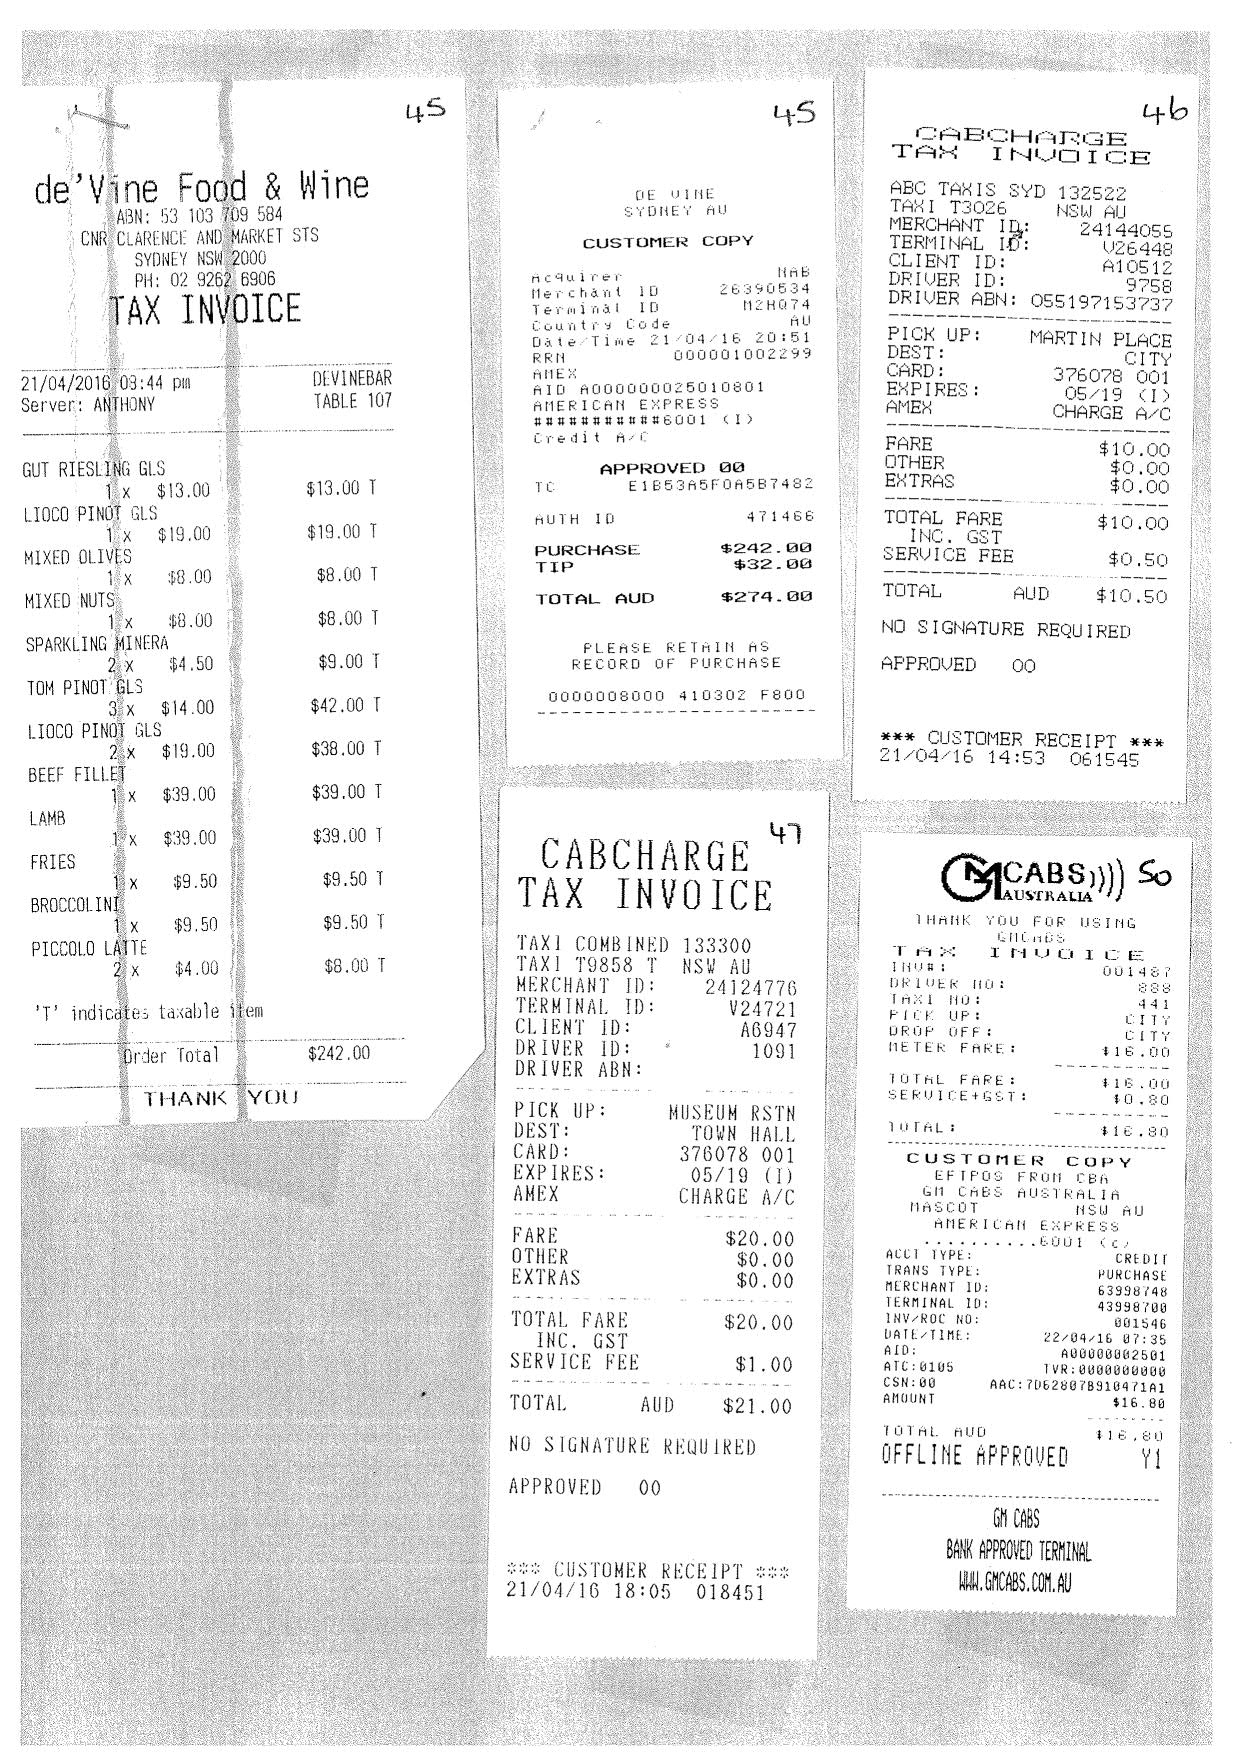 45
de'Vine Food & Wine
ABN: 53 103 709 584
CNR CLARENCE AND MARKET STS
SYDNEY NSW 2000
PH: 02 9262 6906
TAX INVOICE
21/04/2016 03:44 pm DEVINEBAR
Server: ANTHONY TABLE 107
GUT RIESLING GLS
1 x $13.00 $13.00 T
LIOCO PINOT GLS
1 x $19.00 $19.00 T
MIXED OLIVES
1 x $8.00 $8.00 T
MIXED NUTS
1 x $8.00 $8.00 T
SPARKLING MINERA
2 x $4.50 $9.00 T
TOM PINOT GLS
3 x $14.00 $42.00 T
LIOCO PINOT GLS
2 x $19.00 $38.00 T
BEEF FILLET
1 x $39.00 $39.00 T
LAMB
1 x $39.00 $39.00 T
FRIES
1 x $9.50 $9.50 T
BROCCOLINI
1 x $9.50 $9.50 T
PICCOLO LATTE
2 x $4.00 $8.00 T
'T' indicates taxable item
Order Total $242.00
THANK YOU
45
DE VINE
SYDNEY AU
CUSTOMER COPY
Acquirer NAB
Merchant ID 26390534
Terminal ID M2HQ74
Country Code AU
Date/Time 21/04/16 20:51
RRN 000001002299
AMEX
AID A000000025010801
AMERICAN EXPRESS
###########6001 (I)
Credit A/C
APPROVED 00
TC E1B53A5F0A5B7482
AUTH ID 471466
PURCHASE $242.00
TIP $32.00
TOTAL AUD $274.00
PLEASE RETAIN AS
RECORD OF PURCHASE
0000008000 410302 F800
46
CABCHARGE
TAX INVOICE
ABC TAXIS SYD 132522
TAXI T3026 NSW AU
MERCHANT ID: 24144055
TERMINAL ID: V26448
CLIENT ID: A10512
DRIVER ID: 9758
DRIVER ABN: 055197153737
PICK UP: MARTIN PLACE
DEST: CITY
CARD: 376078 001
EXPIRES: 05/19 (I)
AMEX CHARGE A/C
FARE $10.00
OTHER $0.00
EXTRAS $0.00
TOTAL FARE $10.00
INC. GST
SERVICE FEE $0.50
TOTAL AUD $10.50
NO SIGNATURE REQUIRED
APPROVED 00
*** CUSTOMER RECEIPT ***
21/04/16 14:53 061545
47
CABCHARGE
TAX INVOICE
TAXI COMBINED 133300
TAXI T9858 T NSW AU
MERCHANT ID: 24124776
TERMINAL ID: V24721
CLIENT ID: A6947
DRIVER ID: 1091
DRIVER ABN:
PICK UP: MUSEUM RSTN
DEST: TOWN HALL
CARD: 376078 001
EXPIRES: 05/19 (I)
AMEX CHARGE A/C
FARE $20.00
OTHER $0.00
EXTRAS $0.00
TOTAL FARE $20.00
INC. GST
SERVICE FEE $1.00
TOTAL AUD $21.00
NO SIGNATURE REQUIRED
APPROVED 00
*** CUSTOMER RECEIPT ***
21/04/16 18:05 018451
GM CABS AUSTRALIA 50
THANK YOU FOR USING
GMCABS
TAX INVOICE
INV#: 001487
DRIVER NO: 888
TAXI NO: 441
PICK UP: CITY
DROP OFF: CITY
METER FARE: $16.00
TOTAL FARE: $16.00
SERVICE+GST: $0.80
TOTAL: $16.80
CUSTOMER COPY
EFTPOS FROM CBA
GM CABS AUSTRALIA
MASCOT NSW AU
AMERICAN EXPRESS
..........6001 (c)
ACCT TYPE: CREDIT
TRANS TYPE: PURCHASE
MERCHANT ID: 63998748
TERMINAL ID: 43998700
INV/ROC NO: 001546
DATE/TIME: 22/04/16 07:35
AID: A00000002501
ATC:0105 TVR:0000000000
CSN:00 AAC:7D62807B910471A1
AMOUNT $16.80
TOTAL AUD $16.80
OFFLINE APPROVED Y1
GM CABS
BANK APPROVED TERMINAL
WWW.GMCABS.COM.AU